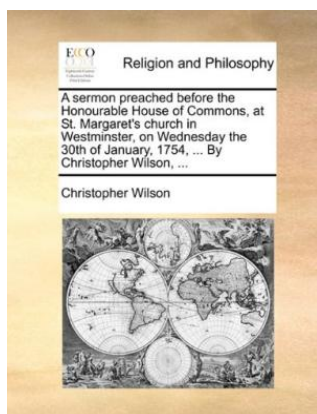 ECCO
Religion and Philosophy
A sermon preached before the
Honourable House of Commons, at
St. Margaret's church in
Westminster, on Wednesday the
30th of January, 1754, ... By
Christopher Wilson, ...
Christopher Wilson